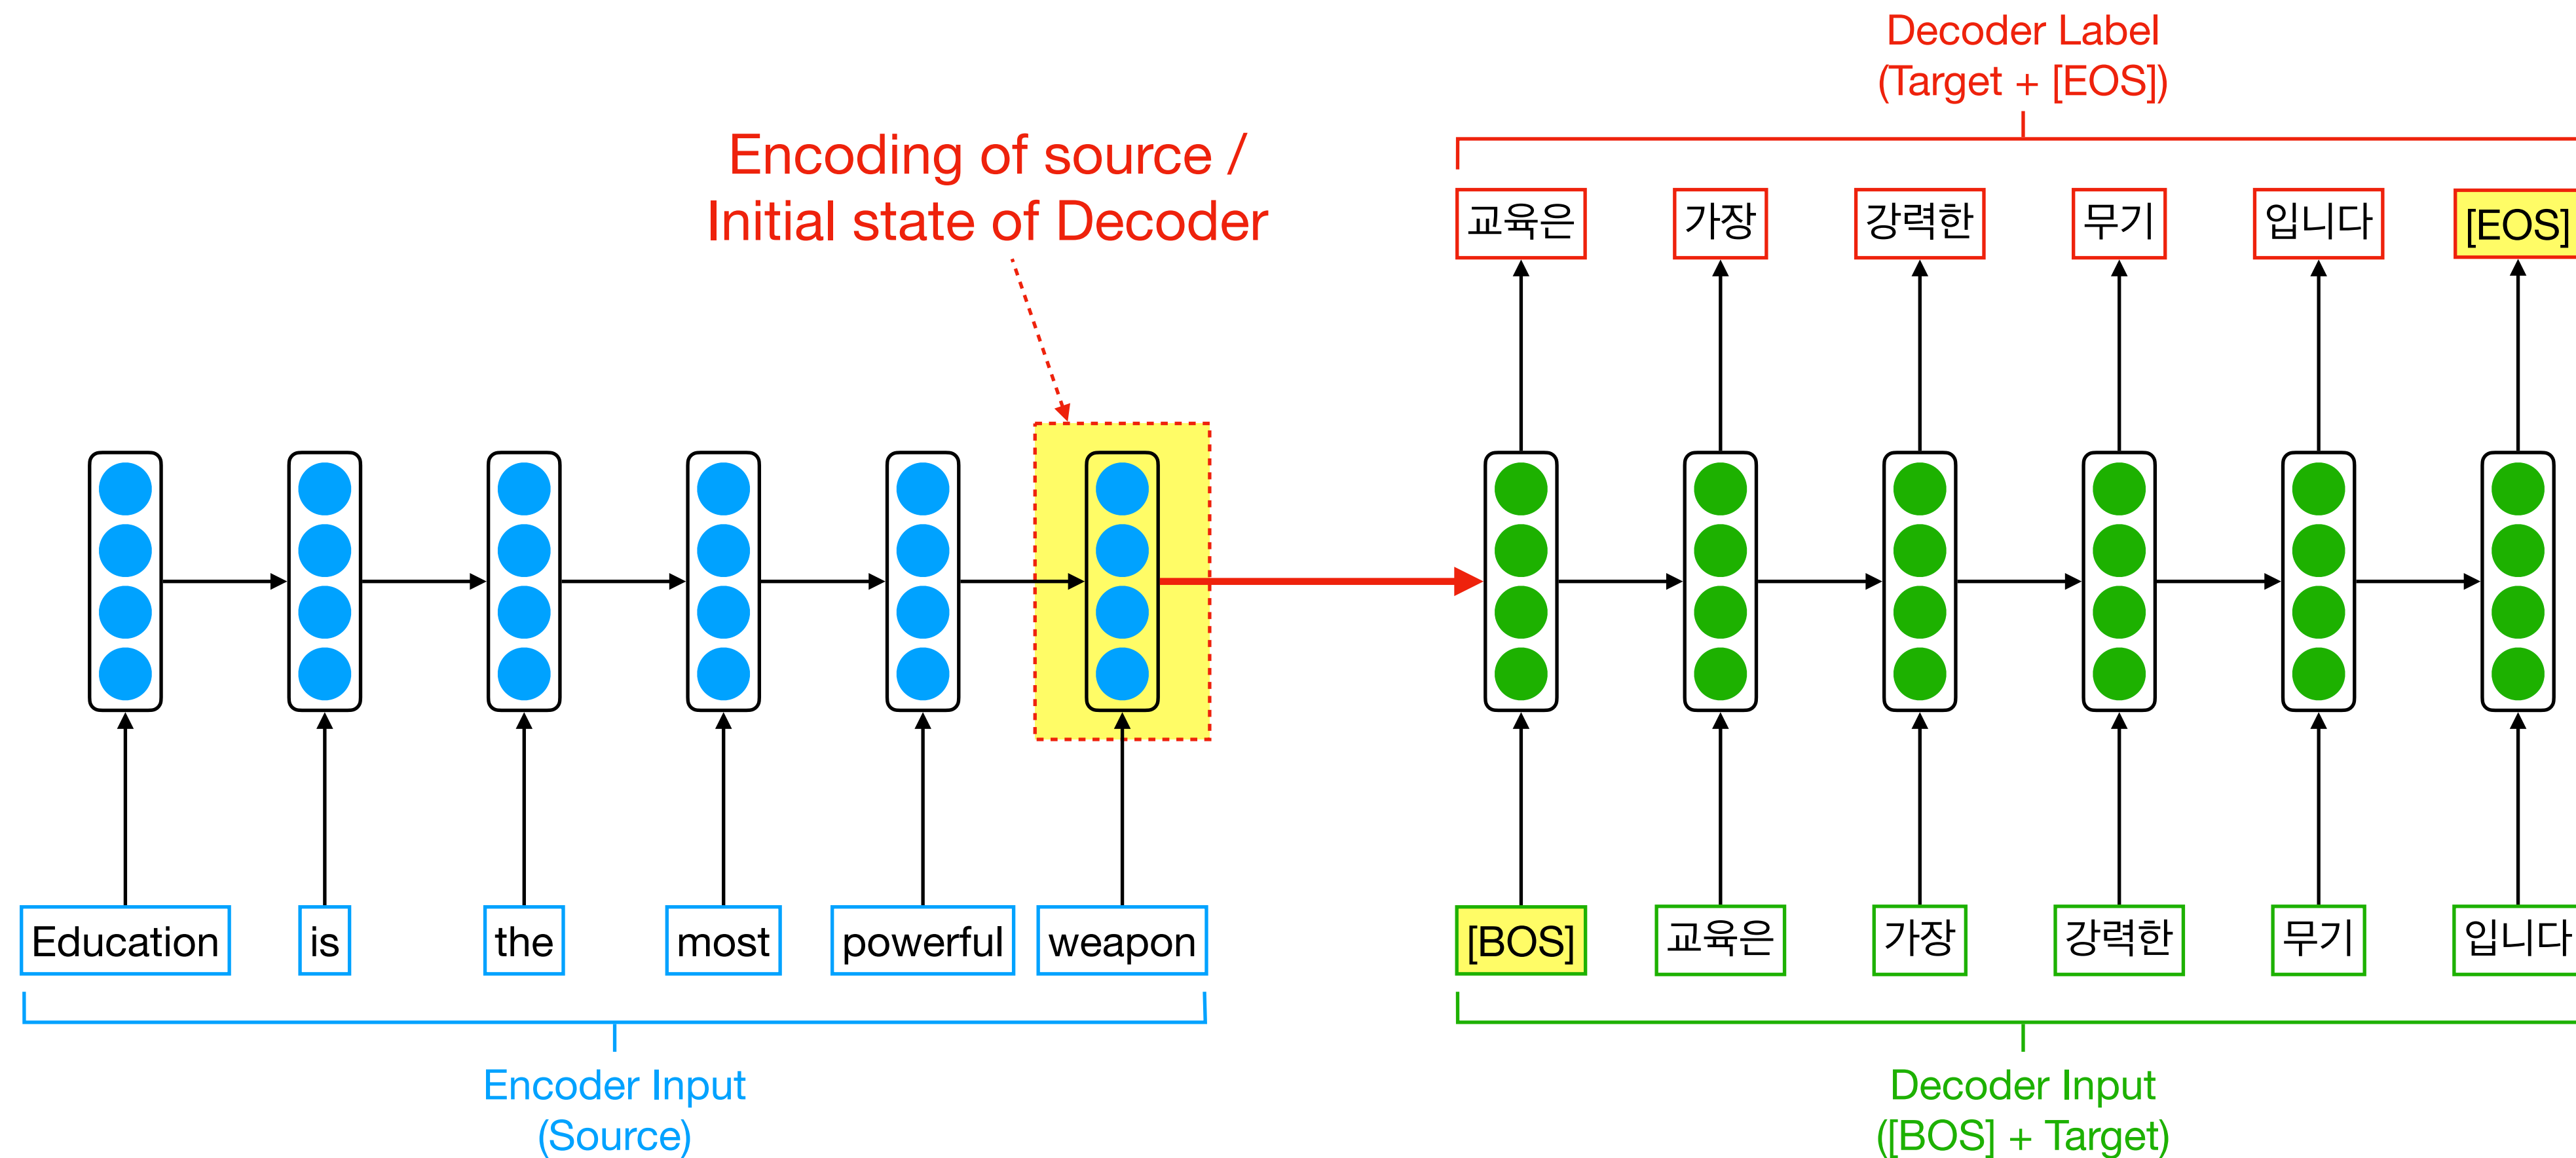 Decoder Label
(Target + [EOS])
Encoding of source /
Initial state of Decoder
교육은 가장 강력한 무기 입니다 [EOS]
Education is the most powerful weapon [BOS] 교육은 가장 강력한 무기 입니다
Encoder Input
(Source)
Decoder Input
([BOS] + Target)